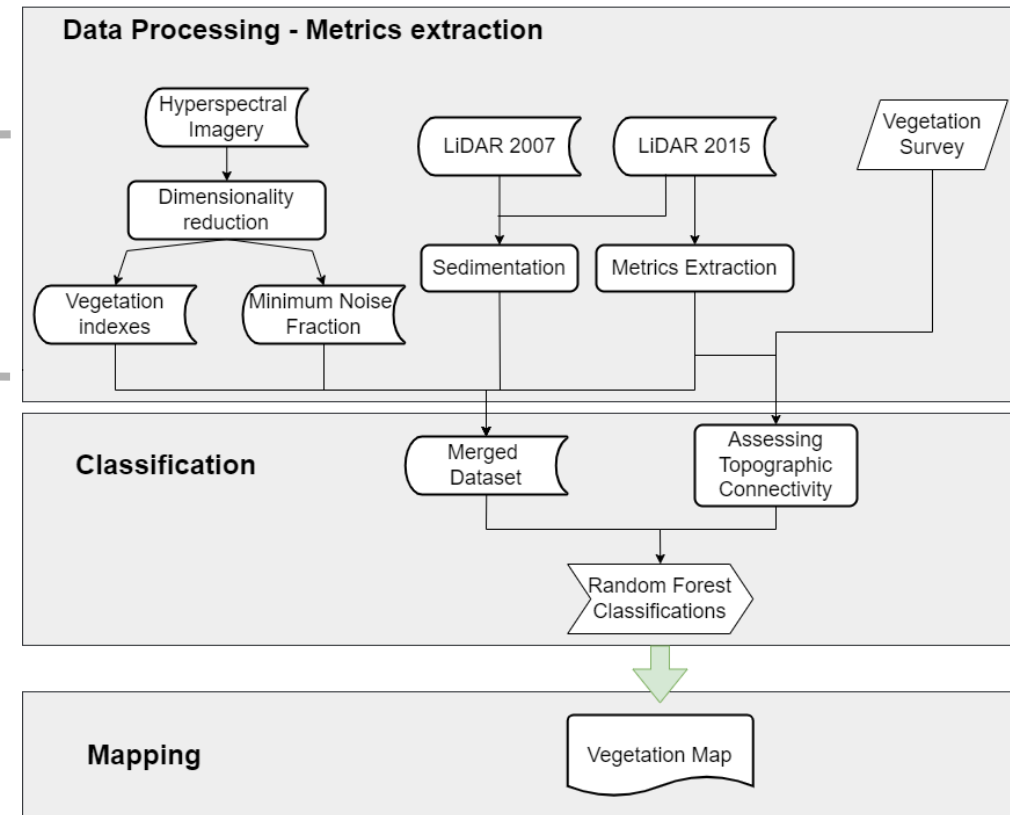 Data Processing - Metrics extraction
Hyperspectral
Imagery
LiDAR 2007
LiDAR 2015
Vegetation
Survey
Dimensionality
reduction
Sedimentation
Metrics Extraction
Vegetation
indexes
Minimum Noise
Fraction
Classification
Merged
Dataset
Assessing
Topographic
Connectivity
Random Forest
Classifications
Mapping
Vegetation Map